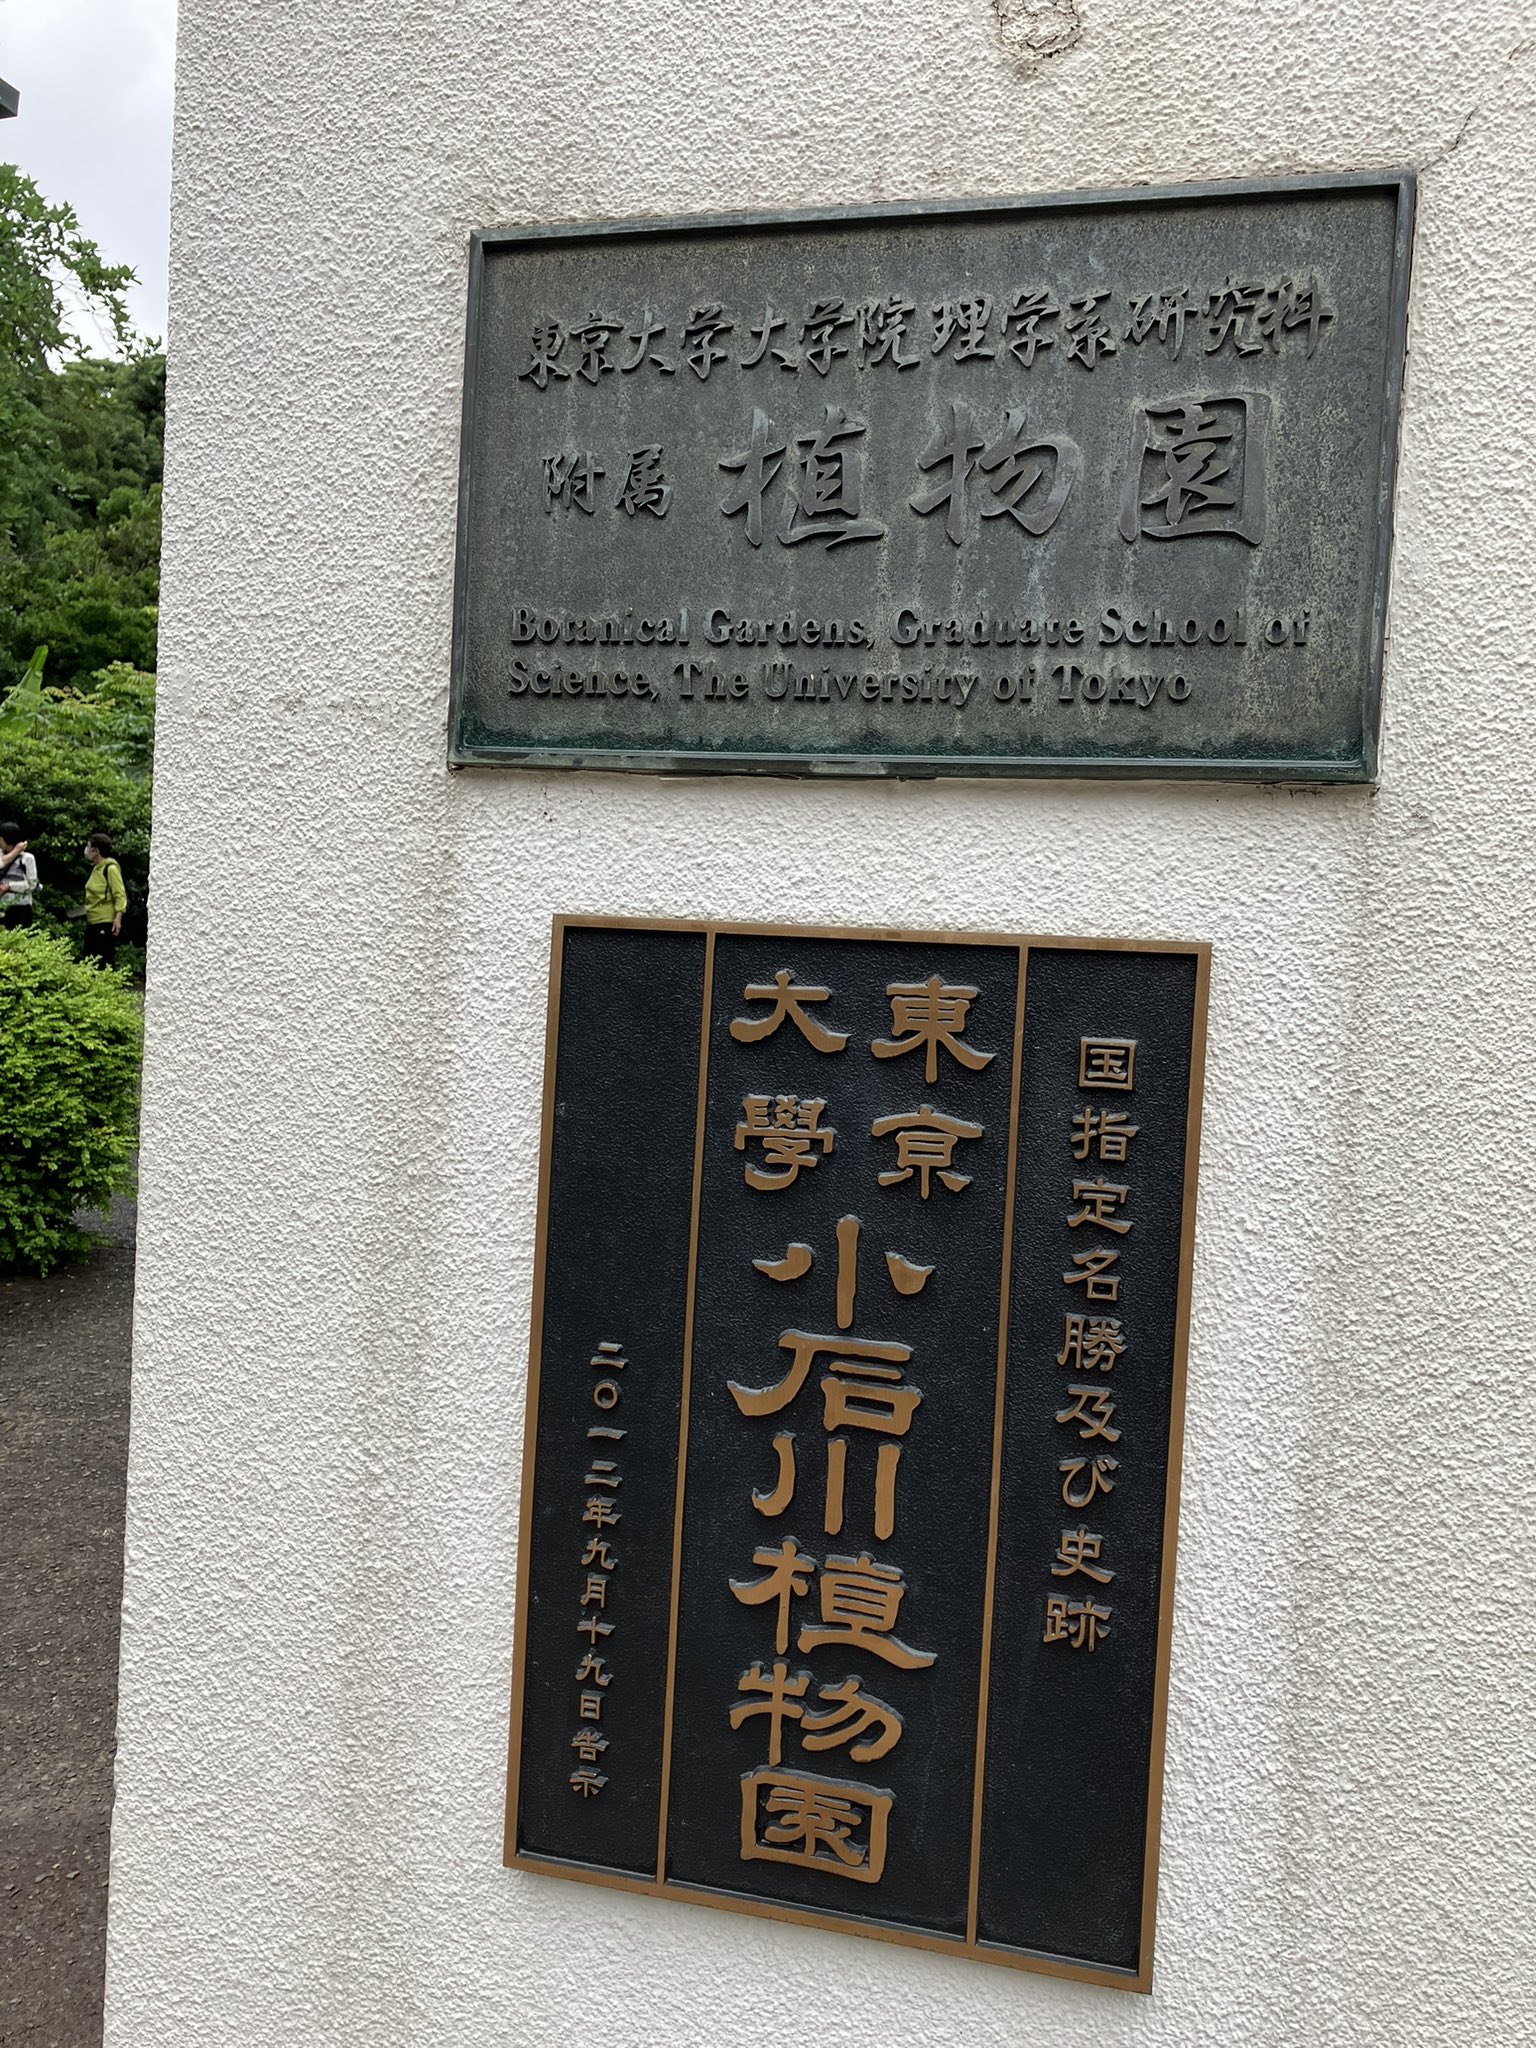 東京大学大学院理学系研究科
附属 植物園
Botanical Gardens, Graduate School of
Science, The University of Tokyo
国指定名勝及び史跡
東京
大學
小石川植物園
二〇一二年九月十九日告示